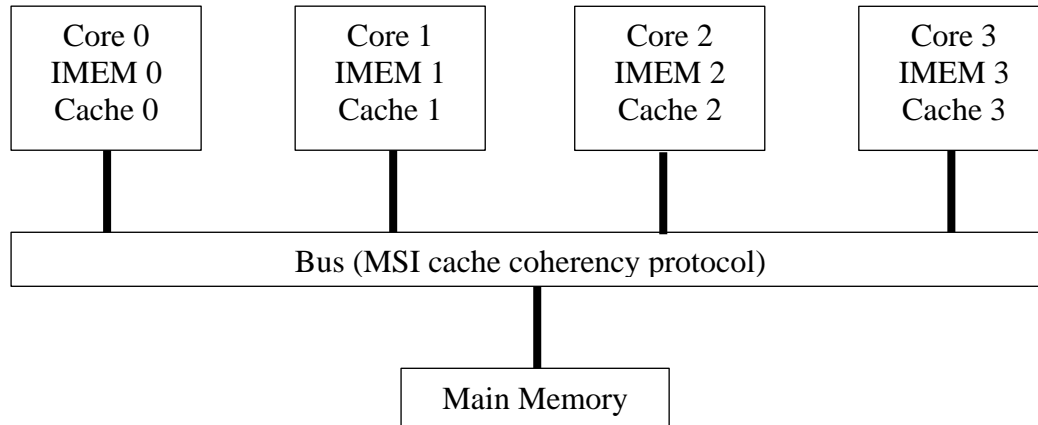 Core 0
IMEM 0
Cache 0
Core 1
IMEM 1
Cache 1
Core 2
IMEM 2
Cache 2
Core 3
IMEM 3
Cache 3
Bus (MSI cache coherency protocol)
Main Memory